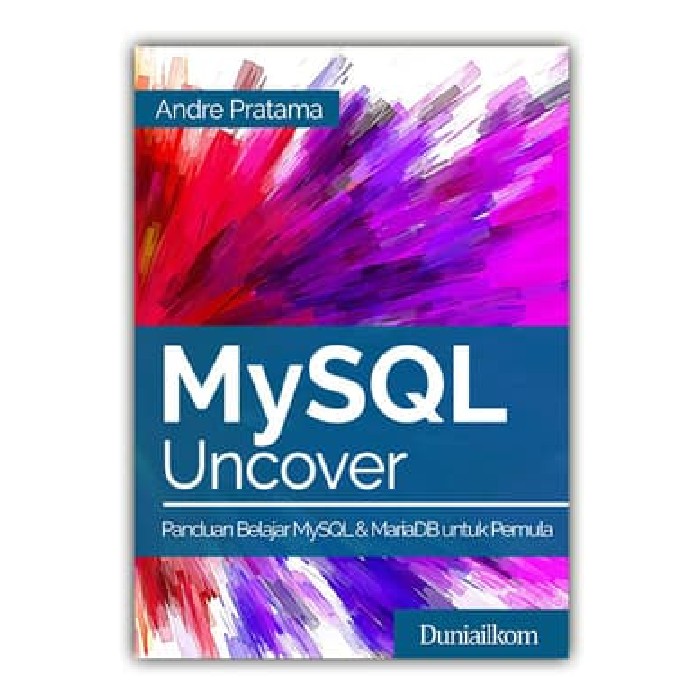 Andre Pratama
MySQL
Uncover
Panduan Belajar MySQL & MariaDB untuk Pemula
Duniailkom